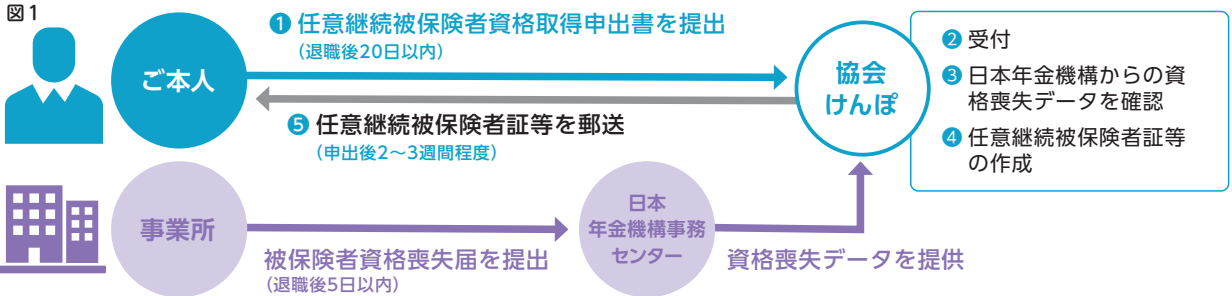 図1
❶ 任意継続被保険者資格取得申出書を提出
(退職後20日以内)
ご本人
協会
けんぽ
❷ 受付
❸ 日本年金機構からの資
格喪失データを確認
❹ 任意継続被保険者証等
の作成
❺ 任意継続被保険者証等を郵送
(申出後2〜3週間程度)
事業所
被保険者資格喪失届を提出
(退職後5日以内)
日本
年金機構事務
センター
資格喪失データを提供